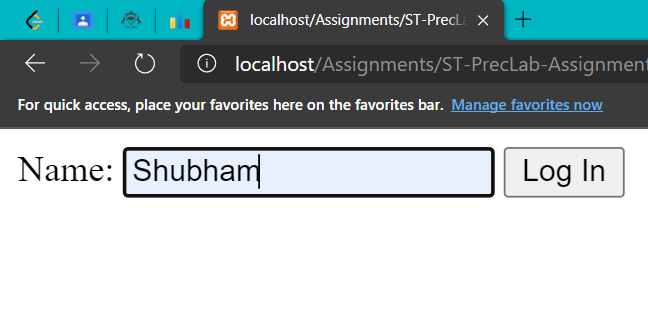 localhost/Assignments/ST-PrecLa
localhost/Assignments/ST-PrecLab-Assignment
For quick access, place your favorites here on the favorites bar. Manage favorites now
Name: Shubham Log In